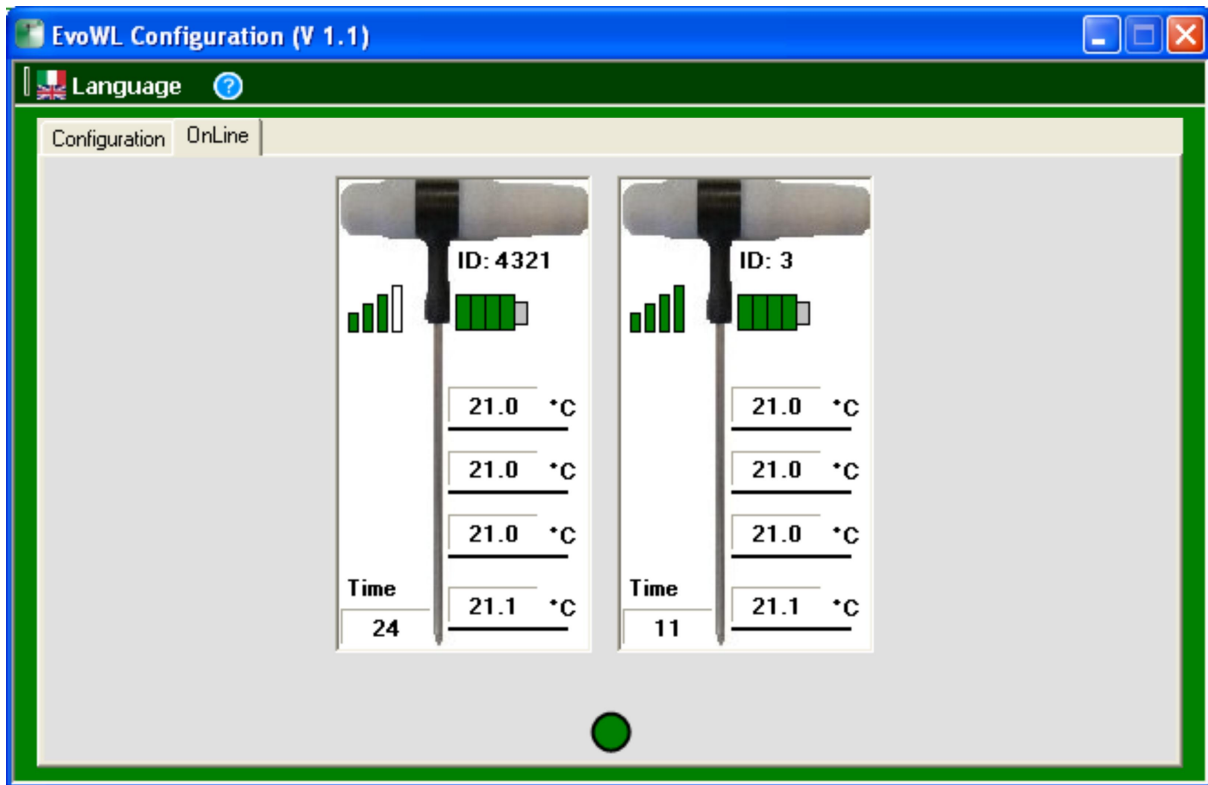 EvoWL Configuration (V 1.1)
Language ?
Configuration OnLine
ID: 4321
21.0 °C
21.0 °C
21.0 °C
21.1 °C
Time
24
ID: 3
21.0 °C
21.0 °C
21.0 °C
21.1 °C
Time
11